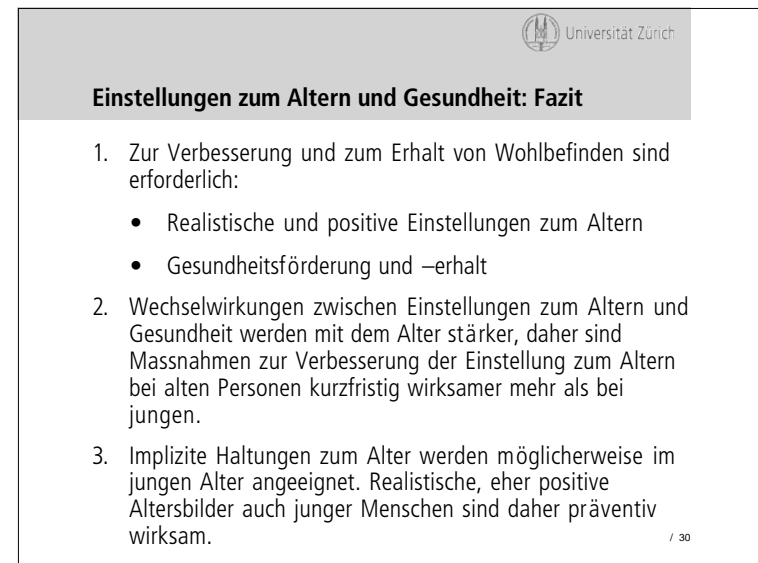 Universität Zürich
Einstellungen zum Altern und Gesundheit: Fazit
1. Zur Verbesserung und zum Erhalt von Wohlbefinden sind
erforderlich:
• Realistische und positive Einstellungen zum Altern
• Gesundheitsförderung und –erhalt
2. Wechselwirkungen zwischen Einstellungen zum Altern und
Gesundheit werden mit dem Alter stärker, daher sind
Massnahmen zur Verbesserung der Einstellung zum Altern
bei alten Personen kurzfristig wirksamer mehr als bei
jungen.
3. Implizite Haltungen zum Alter werden möglicherweise im
jungen Alter angeeignet. Realistische, eher positive
Altersbilder auch junger Menschen sind daher präventiv
wirksam.
/ 30